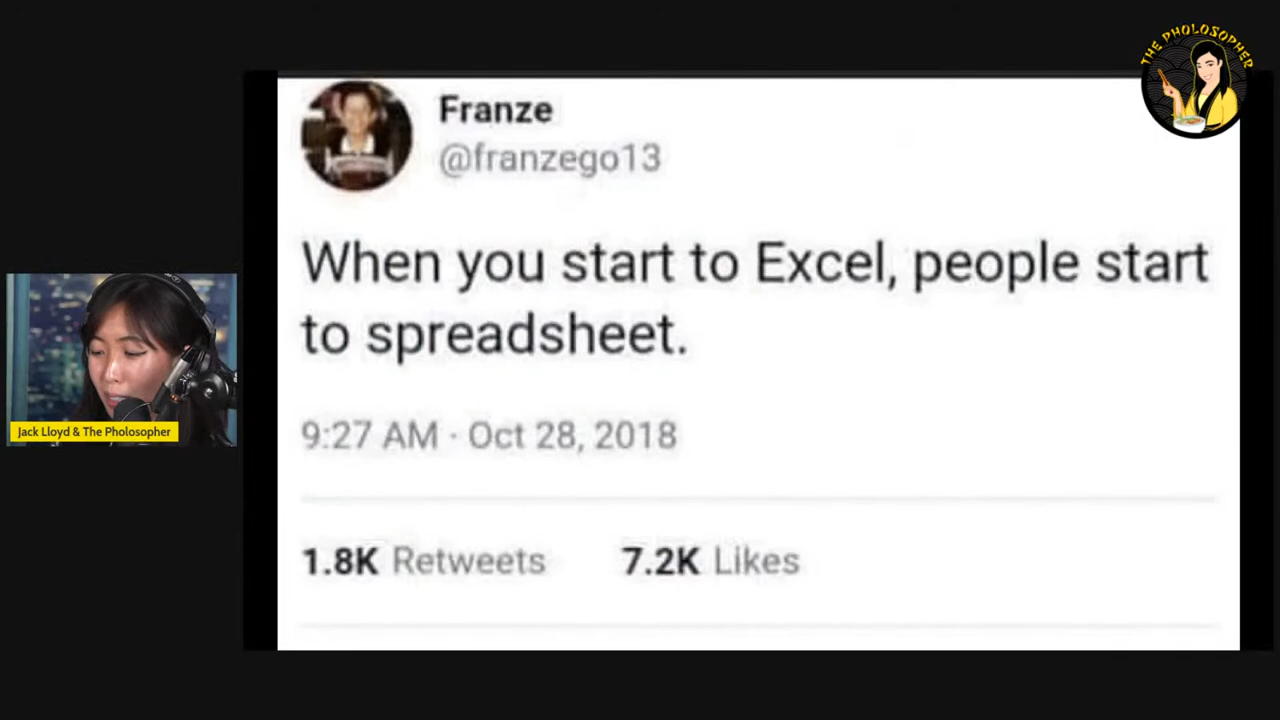 THE PHOLOSOPHER
Franze
@franzego13
When you start to Excel, people start
to spreadsheet.
9:27 AM · Oct 28, 2018
1.8K Retweets 7.2K Likes
Jack Lloyd & The Pholosopher